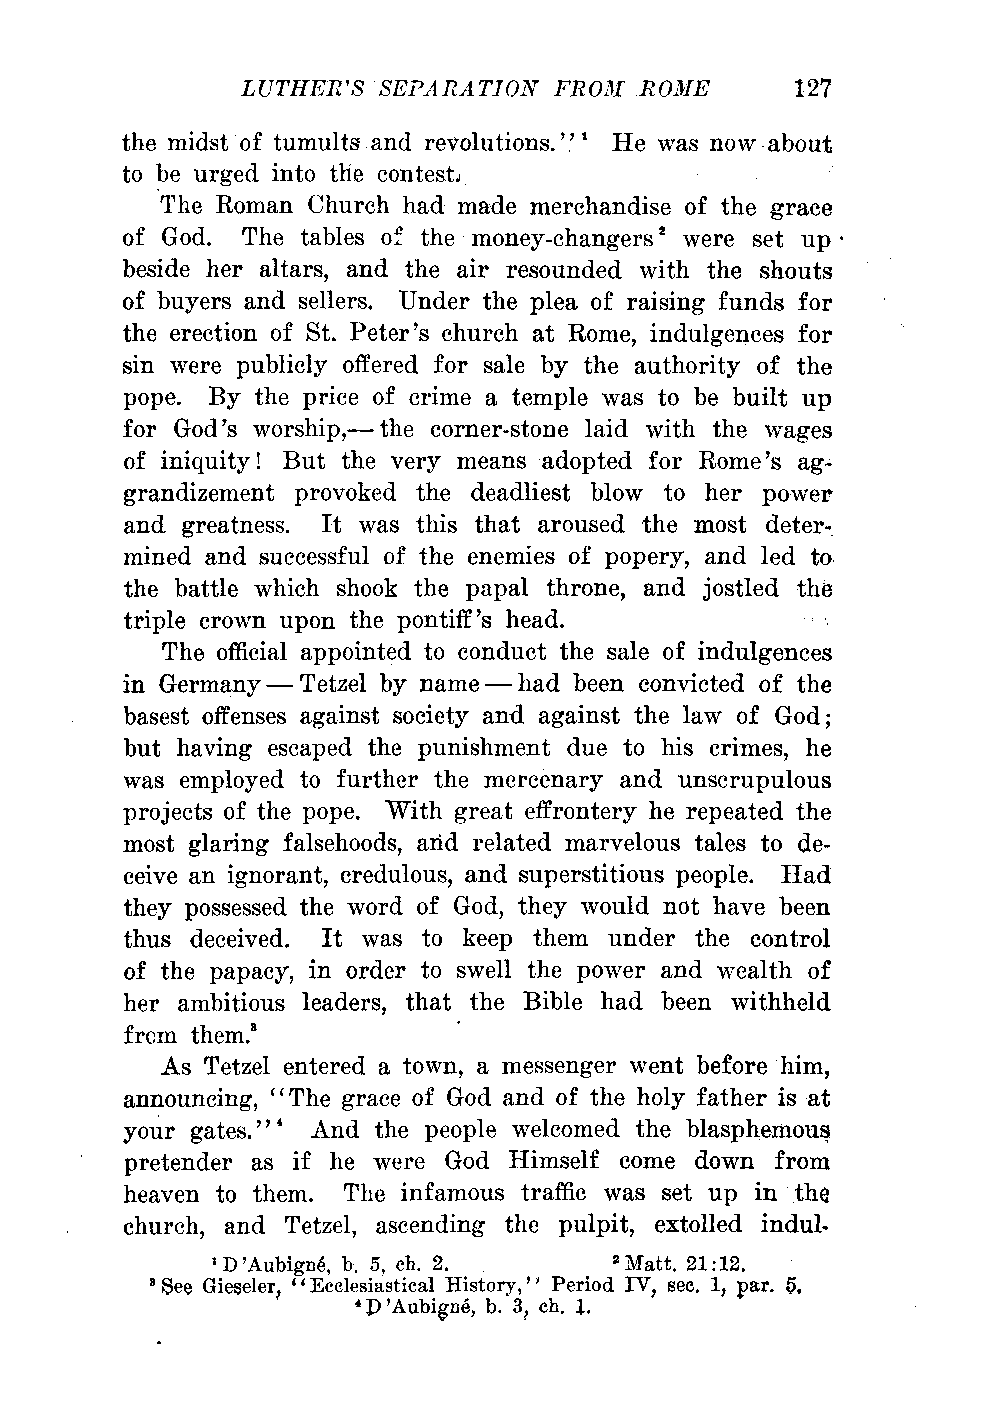 LUTHER'S SEPARATION FROM ROME 127
the midst of tumults and revolutions."¹ He was now about
to be urged into the contest.
The Roman Church had made merchandise of the grace
of God. The tables of the money-changers² were set up
beside her altars, and the air resounded with the shouts
of buyers and sellers. Under the plea of raising funds for
the erection of St. Peter's church at Rome, indulgences for
sin were publicly offered for sale by the authority of the
pope. By the price of crime a temple was to be built up
for God's worship,— the corner-stone laid with the wages
of iniquity! But the very means adopted for Rome's ag-
grandizement provoked the deadliest blow to her power
and greatness. It was this that aroused the most deter-
mined and successful of the enemies of popery, and led to
the battle which shook the papal throne, and jostled the
triple crown upon the pontiff's head.
The official appointed to conduct the sale of indulgences
in Germany — Tetzel by name — had been convicted of the
basest offenses against society and against the law of God;
but having escaped the punishment due to his crimes, he
was employed to further the mercenary and unscrupulous
projects of the pope. With great effrontery he repeated the
most glaring falsehoods, and related marvelous tales to de-
ceive an ignorant, credulous, and superstitious people. Had
they possessed the word of God, they would not have been
thus deceived. It was to keep them under the control
of the papacy, in order to swell the power and wealth of
her ambitious leaders, that the Bible had been withheld
from them.³
As Tetzel entered a town, a messenger went before him,
announcing, "The grace of God and of the holy father is at
your gates."⁴ And the people welcomed the blasphemous
pretender as if he were God Himself come down from
heaven to them. The infamous traffic was set up in the
church, and Tetzel, ascending the pulpit, extolled indul-
¹ D'Aubigné, b. 5, ch. 2. ² Matt. 21:12.
³ See Gieseler, "Ecclesiastical History," Period IV, sec. 1, par. 5.
⁴ D'Aubigné, b. 3, ch. 1.